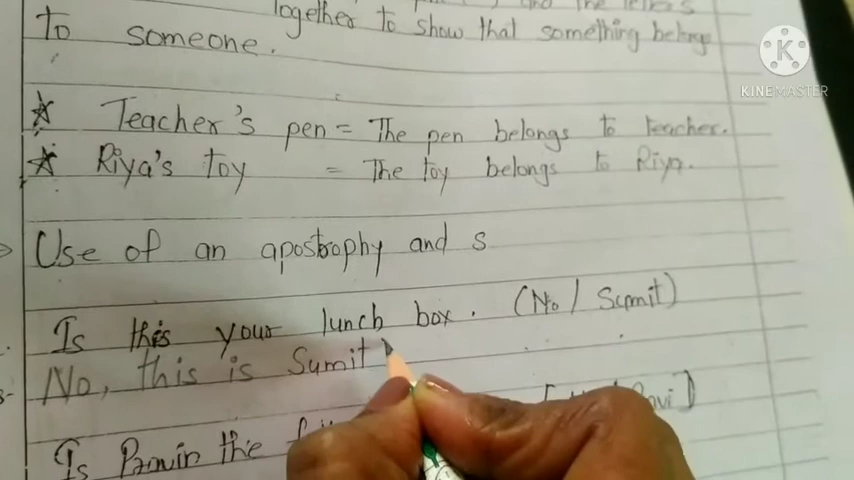 together to show that something belongs
to someone.
Teacher's pen = The pen belongs to teacher.
Riya's toy = The toy belongs to Riya.
Use of an apostrophy and s
Is this your lunch box. (No / Sumit)
No, this is Sumit'
Is Pravin the
K
KINEMASTER